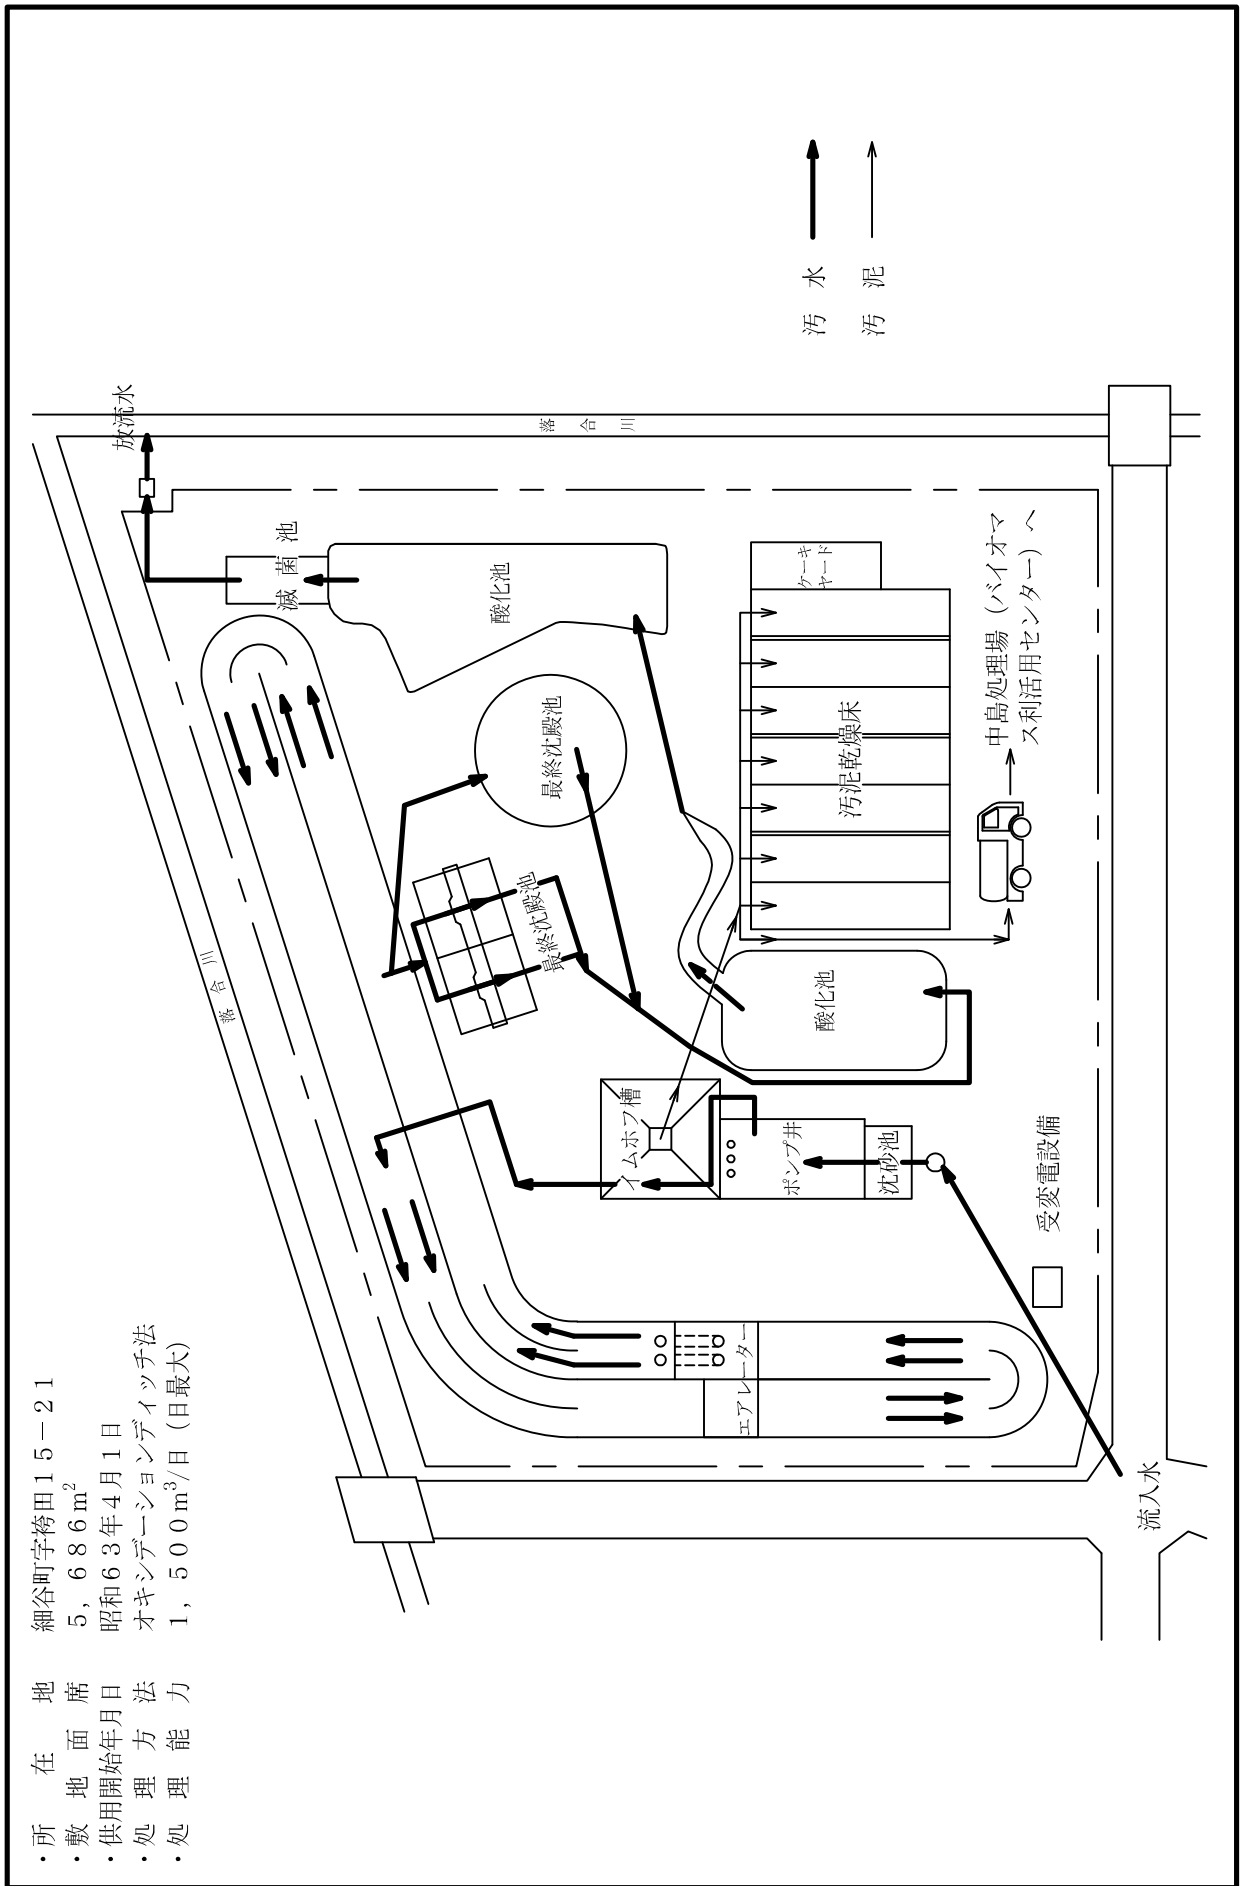 ・所在地 細谷町字袴田１５－２１
・敷地面席 ５，６８６m²
・供用開始年月日 昭和６３年４月１日
・処理方法 オキシデーションディッチ法
・処理能力 １，５００m³/日（日最大）
落合川
放流水
滅菌池
酸化池
落合川
最終沈殿池
最終沈殿池
イムホフ槽
ポンプ井
沈砂池
酸化池
ケーキ
ヤード
汚泥乾燥床
中島処理場（バイオマ
ス利活用センター）へ
エアレーター
受変電設備
流入水
汚水
汚泥